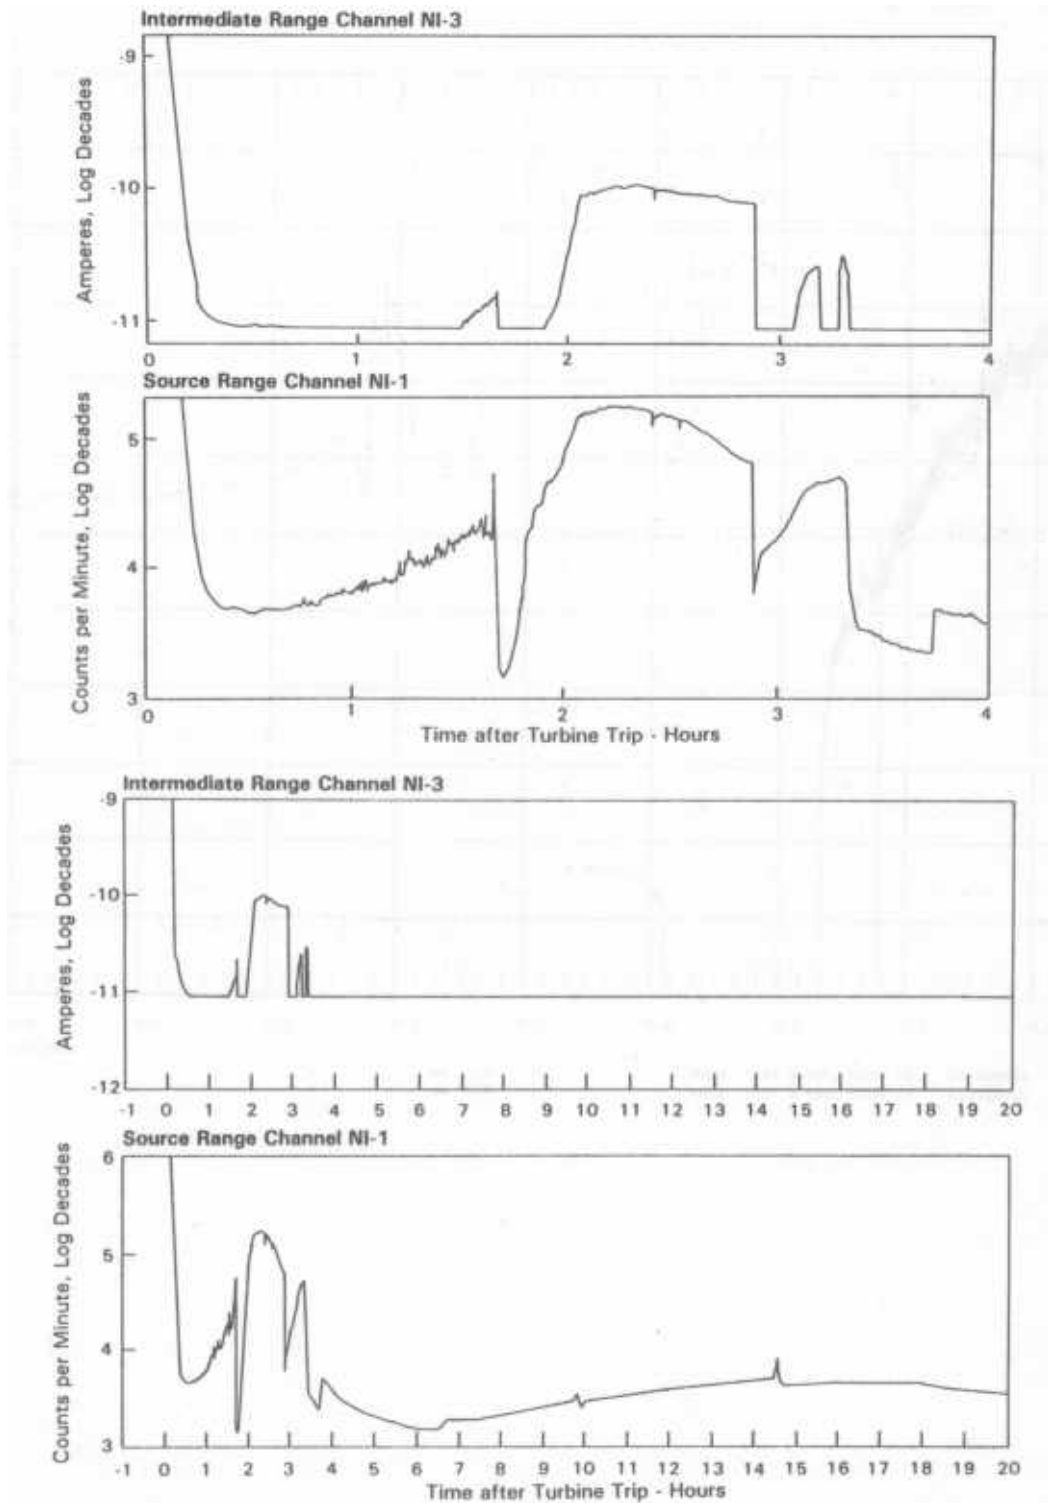 Intermediate Range Channel NI-3
Amperes, Log Decades
-9
-10
-11
0 1 2 3 4
Source Range Channel NI-1
Counts per Minute, Log Decades
5
4
3
0 1 2 3 4
Time after Turbine Trip - Hours
Intermediate Range Channel NI-3
Amperes, Log Decades
-9
-10
-11
-12
-1 0 1 2 3 4 5 6 7 8 9 10 11 12 13 14 15 16 17 18 19 20
Source Range Channel NI-1
Counts per Minute, Log Decades
6
5
4
3
-1 0 1 2 3 4 5 6 7 8 9 10 11 12 13 14 15 16 17 18 19 20
Time after Turbine Trip - Hours